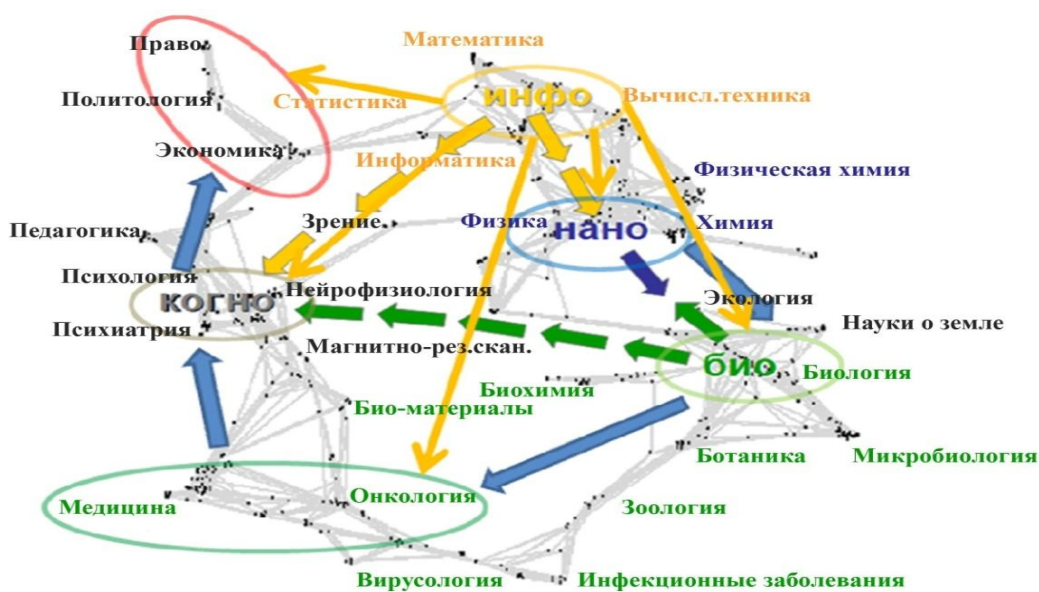 Право
Математика
Политология
Статистика
инфо
Вычисл.техника
Экономика
Информатика
Физическая химия
Зрение
Физика
нано
Химия
Педагогика
Психология
Нейрофизиология
Экология
когно
Психиатрия
Магнитно-рез.скан.
Науки о земле
био
Биология
Биохимия
Био-материалы
Ботаника
Микробиология
Медицина
Онкология
Зоология
Вирусология
Инфекционные заболевания